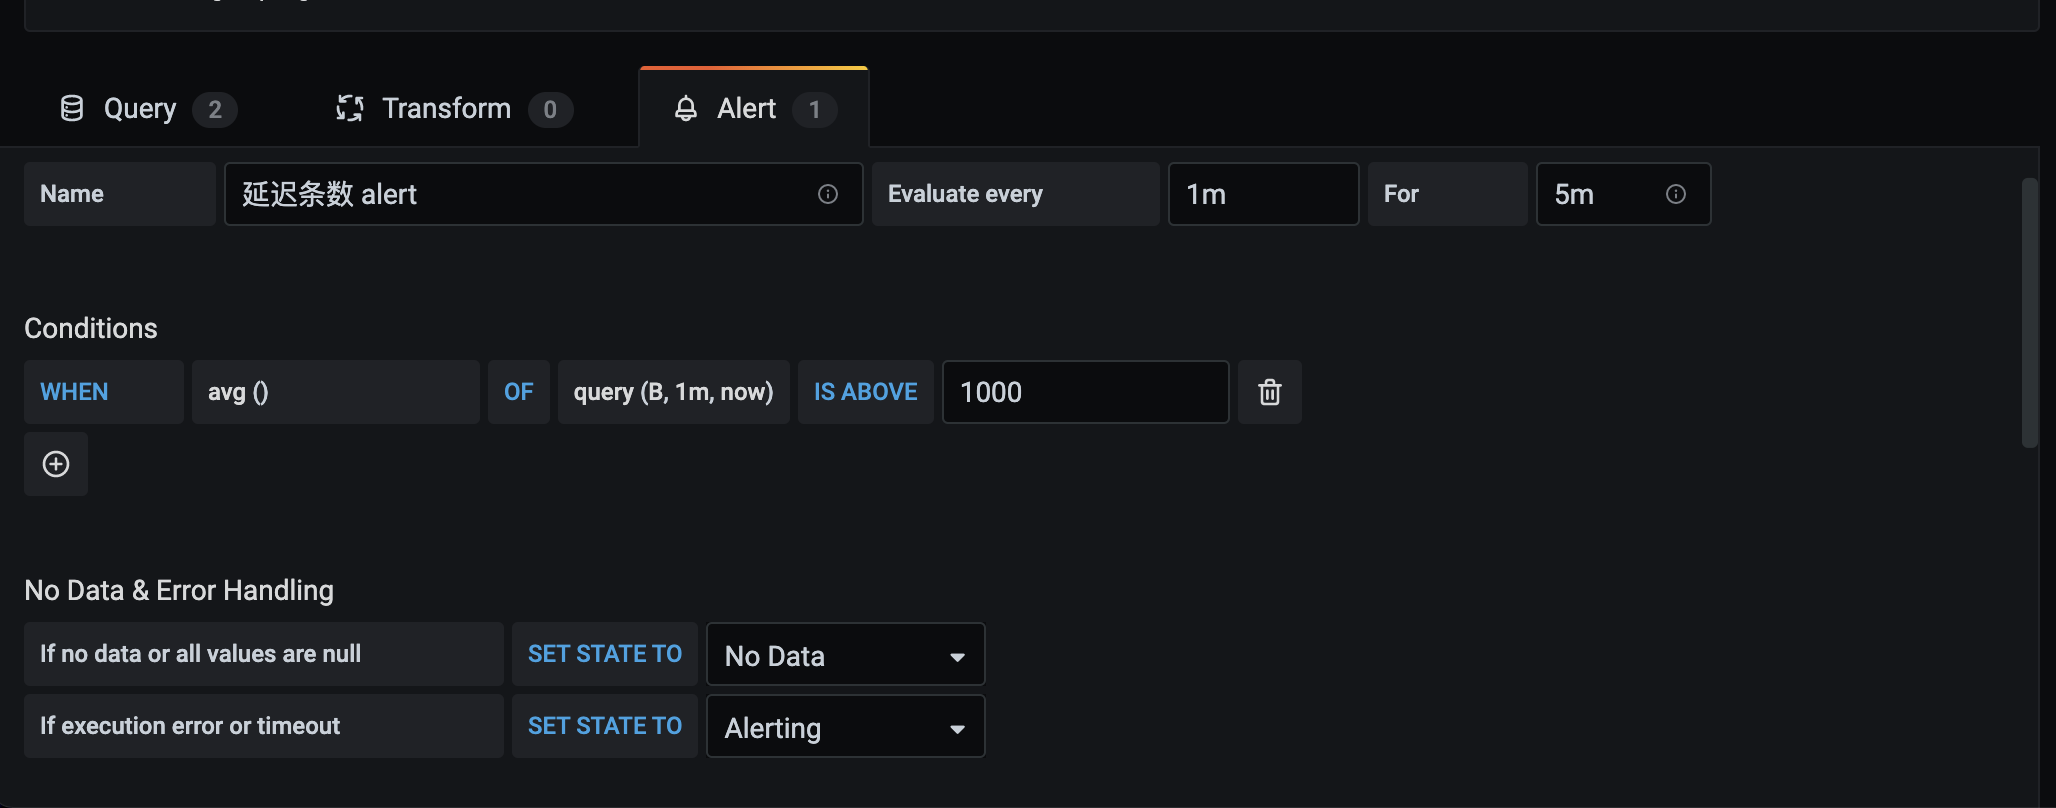 Query 2 Transform 0 Alert 1
Name 延迟条数 alert Evaluate every 1m For 5m
Conditions
WHEN avg () OF query (B, 1m, now) IS ABOVE 1000
No Data & Error Handling
If no data or all values are null SET STATE TO No Data
If execution error or timeout SET STATE TO Alerting